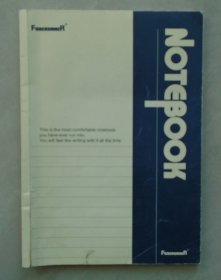 NOTEBOOK
This is the most comfortable notebook
you have ever run into.
You will feel like writing with it all the time